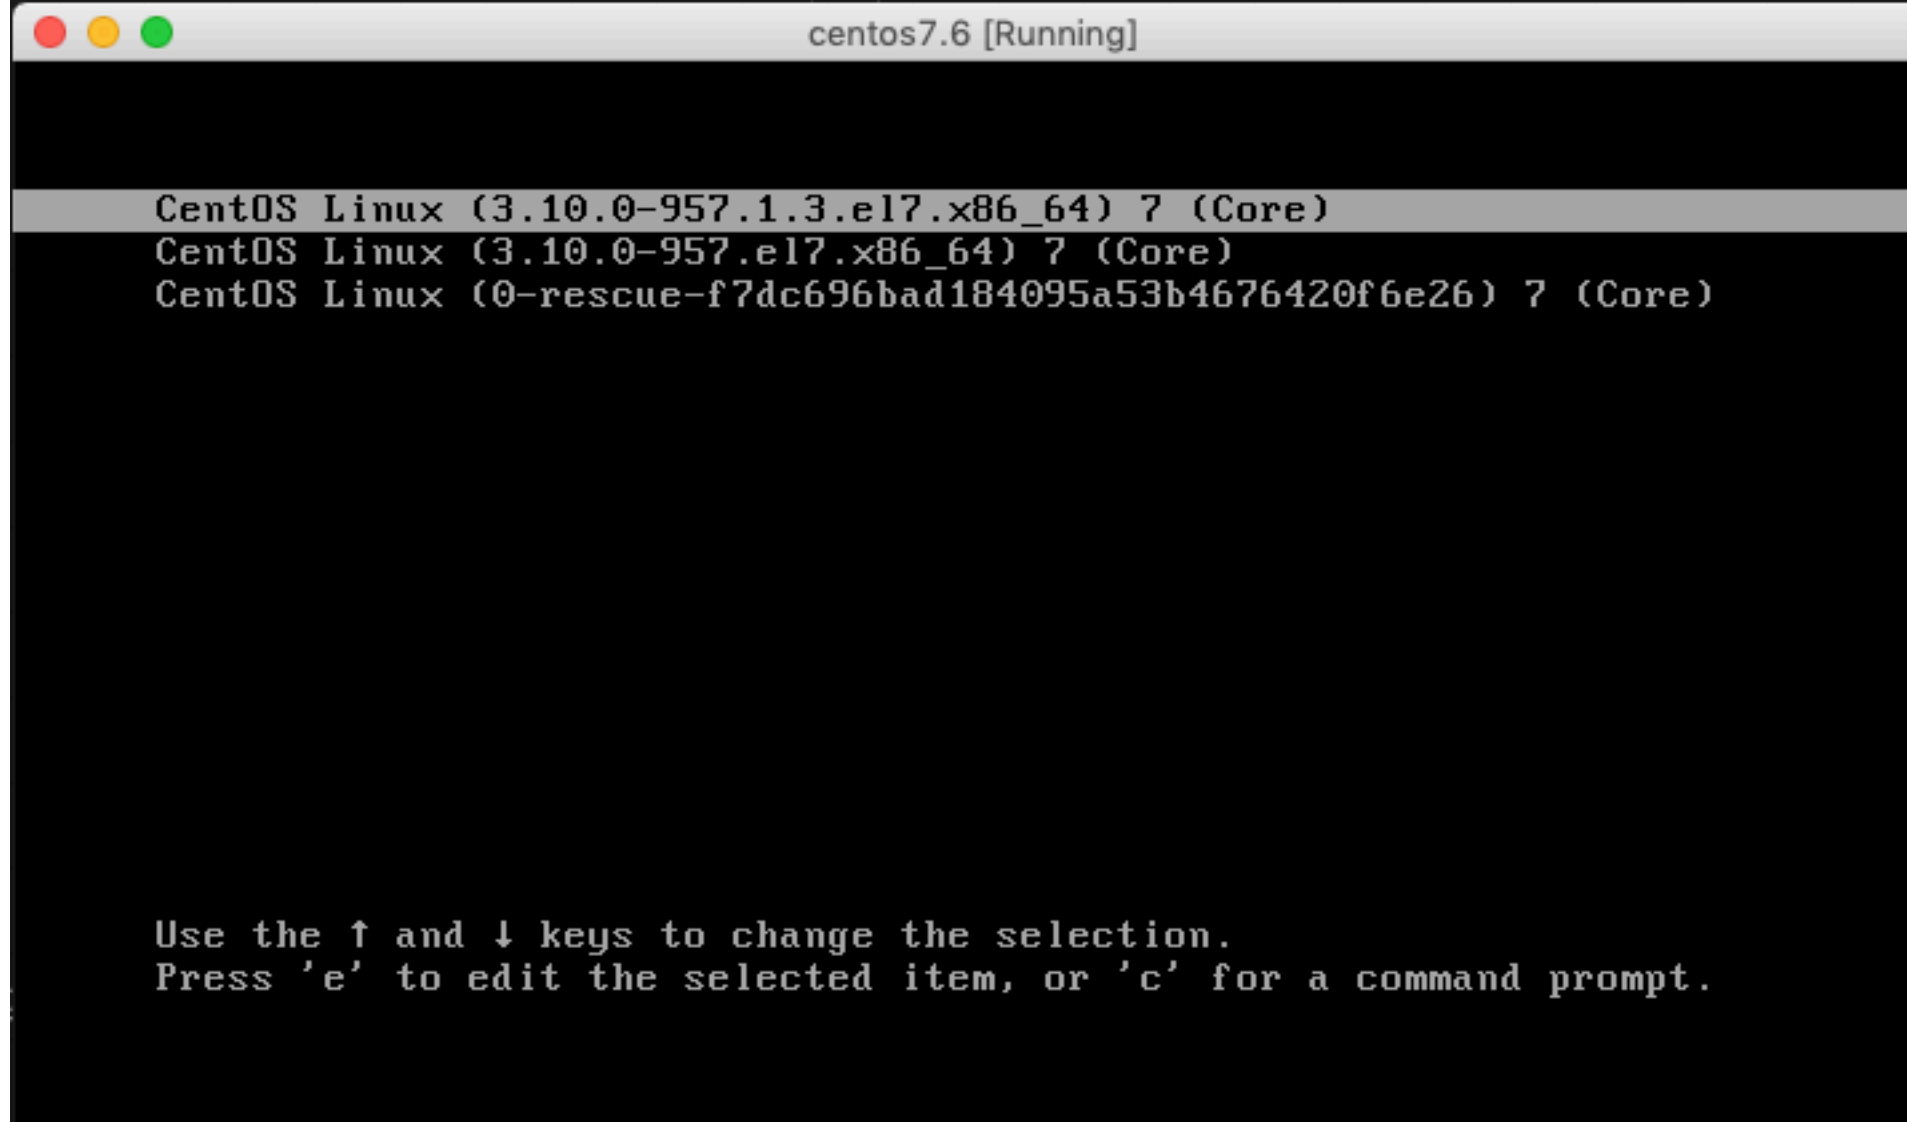 centos7.6 [Running]
CentOS Linux (3.10.0-957.1.3.el7.x86_64) 7 (Core)
CentOS Linux (3.10.0-957.el7.x86_64) 7 (Core)
CentOS Linux (0-rescue-f7dc696bad184095a53b4676420f6e26) 7 (Core)
Use the ↑ and ↓ keys to change the selection.
Press 'e' to edit the selected item, or 'c' for a command prompt.